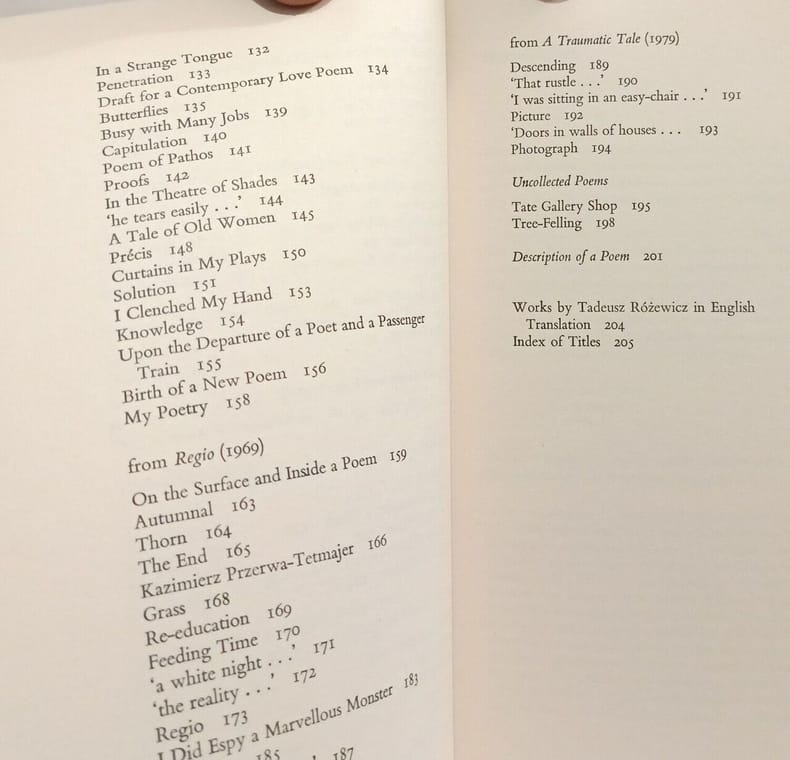 In a Strange Tongue 132
Penetration 133
Draft for a Contemporary Love Poem 134
Butterflies 135
Busy with Many Jobs 139
Capitulation 140
Poem of Pathos 141
Proofs 142
In the Theatre of Shades 143
‘he tears easily . . .’ 144
A Tale of Old Women 145
Précis 148
Curtains in My Plays 150
Solution 151
I Clenched My Hand 153
Knowledge 154
Upon the Departure of a Poet and a Passenger
Train 155
Birth of a New Poem 156
My Poetry 158
from Regio (1969)
On the Surface and Inside a Poem 159
Autumnal 163
Thorn 164
The End 165
Kazimierz Przerwa-Tetmajer 166
Grass 168
Re-education 169
Feeding Time 170
‘a white night . . .’ 171
‘the reality . . .’ 172
Regio 173
I Did Espy a Marvellous Monster 183
185
’ 187
from A Traumatic Tale (1979)
Descending 189
‘That rustle . . .’ 190
‘I was sitting in an easy-chair . . .’ 191
Picture 192
‘Doors in walls of houses . . . 193
Photograph 194
Uncollected Poems
Tate Gallery Shop 195
Tree-Felling 198
Description of a Poem 201
Works by Tadeusz Różewicz in English
Translation 204
Index of Titles 205